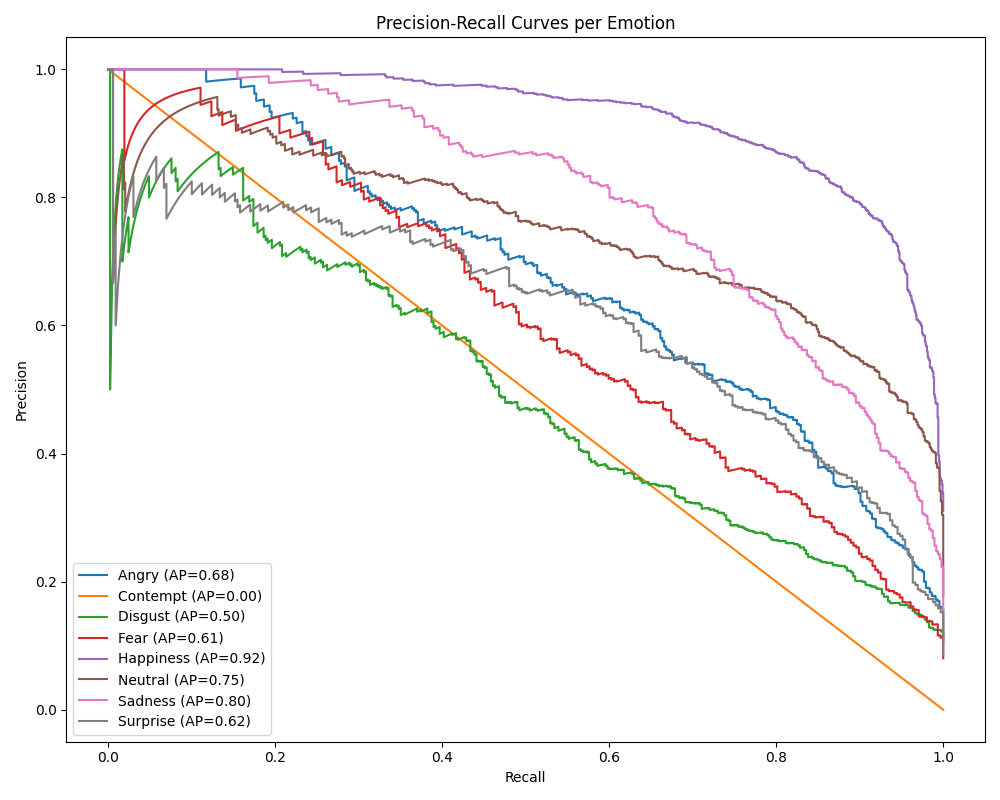 Precision-Recall Curves per Emotion
1.0
0.8
0.6
0.4
0.2
0.0
Precision
Angry (AP=0.68)
Contempt (AP=0.00)
Disgust (AP=0.50)
Fear (AP=0.61)
Happiness (AP=0.92)
Neutral (AP=0.75)
Sadness (AP=0.80)
Surprise (AP=0.62)
0.0 0.2 0.4 0.6 0.8 1.0
Recall